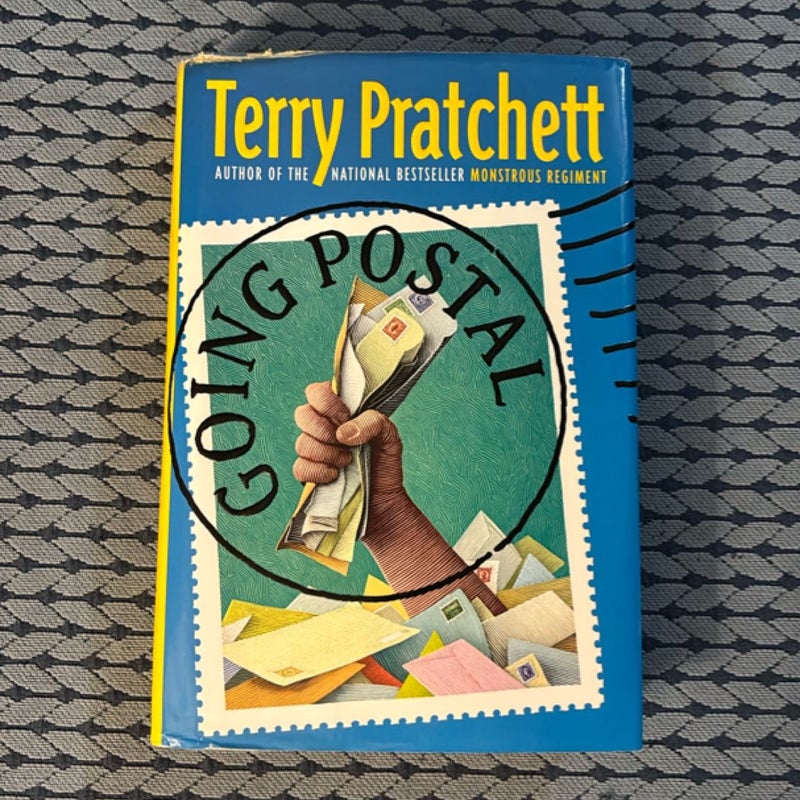 Terry Pratchett
AUTHOR OF THE NATIONAL BESTSELLER MONSTROUS REGIMENT
GOING POSTAL